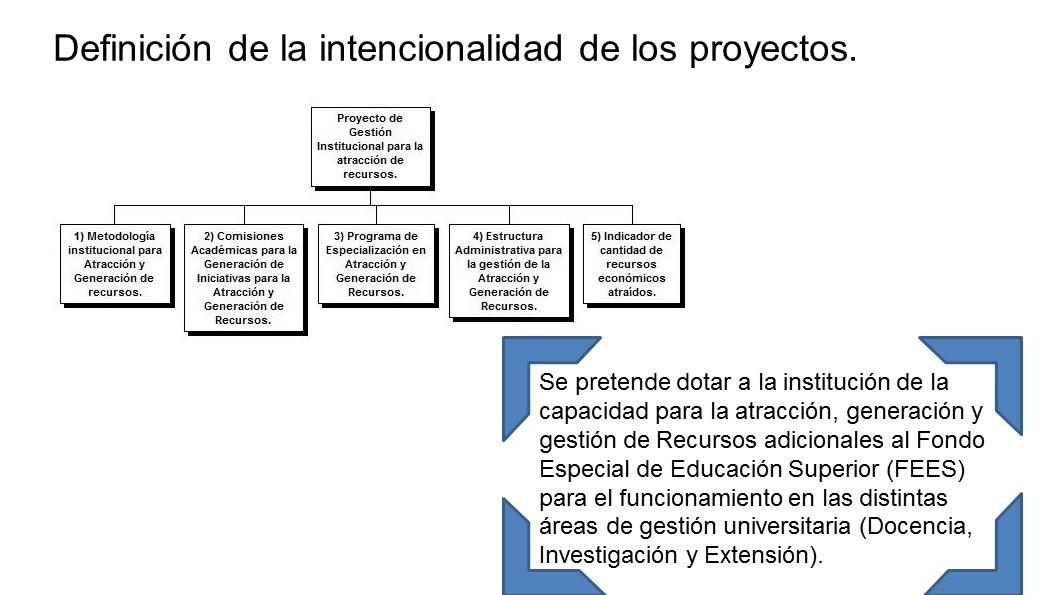 Definición de la intencionalidad de los proyectos.
Proyecto de
Gestión
Institucional para la
atracción de
recursos.
1) Metodología
institucional para
Atracción y
Generación de
recursos.
2) Comisiones
Académicas para la
Generación de
Iniciativas para la
Atracción y
Generación de
Recursos.
3) Programa de
Especialización en
Atracción y
Generación de
Recursos.
4) Estructura
Administrativa para
la gestión de la
Atracción y
Generación de
Recursos.
5) Indicador de
cantidad de
recursos
económicos
atraídos.
Se pretende dotar a la institución de la
capacidad para la atracción, generación y
gestión de Recursos adicionales al Fondo
Especial de Educación Superior (FEES)
para el funcionamiento en las distintas
áreas de gestión universitaria (Docencia,
Investigación y Extensión).